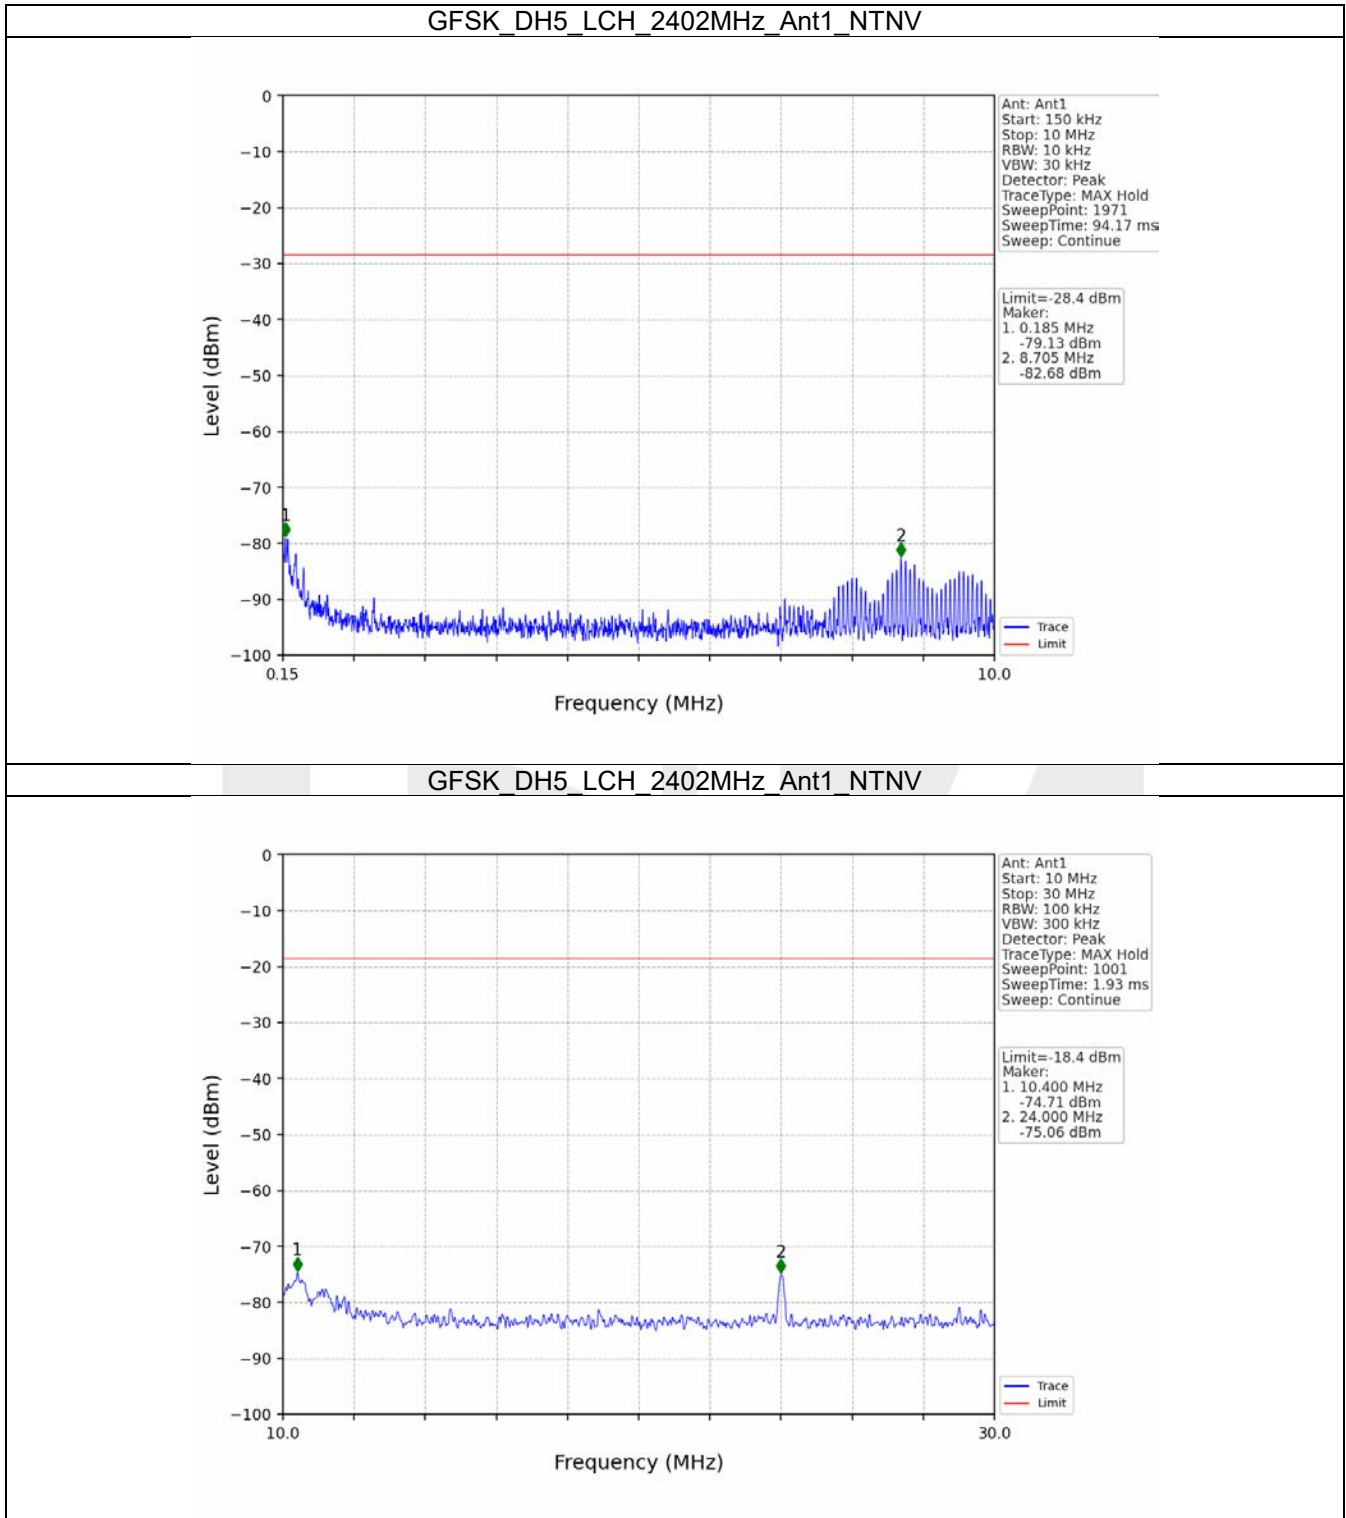 GFSK_DH5_LCH_2402MHz_Ant1_NTNV
0
−10
−20
−30
−40
−50
−60
−70
−80
−90
−100
Level (dBm)
1
2
0.15
10.0
Frequency (MHz)
Ant: Ant1
Start: 150 kHz
Stop: 10 MHz
RBW: 10 kHz
VBW: 30 kHz
Detector: Peak
TraceType: MAX Hold
SweepPoint: 1971
SweepTime: 94.17 ms
Sweep: Continue
Limit=-28.4 dBm
Maker:
1. 0.185 MHz
-79.13 dBm
2. 8.705 MHz
-82.68 dBm
Trace
Limit
GFSK_DH5_LCH_2402MHz_Ant1_NTNV
0
−10
−20
−30
−40
−50
−60
−70
−80
−90
−100
Level (dBm)
1
2
10.0
30.0
Frequency (MHz)
Ant: Ant1
Start: 10 MHz
Stop: 30 MHz
RBW: 100 kHz
VBW: 300 kHz
Detector: Peak
TraceType: MAX Hold
SweepPoint: 1001
SweepTime: 1.93 ms
Sweep: Continue
Limit=-18.4 dBm
Maker:
1. 10.400 MHz
-74.71 dBm
2. 24.000 MHz
-75.06 dBm
Trace
Limit